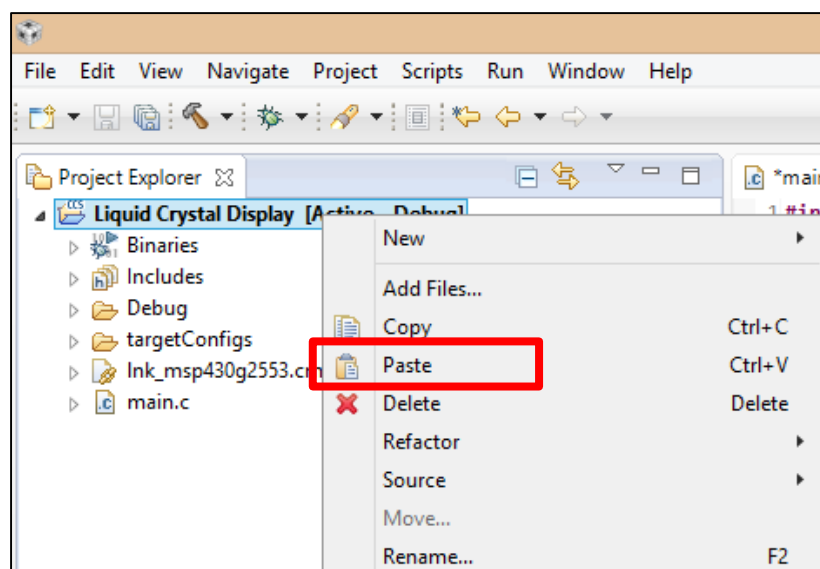 File Edit View Navigate Project Scripts Run Window Help
Project Explorer
*mai
Liquid Crystal Display [Active - Debug]
1 #in
Binaries
Includes
Debug
targetConfigs
lnk_msp430g2553.cm
main.c
New
Add Files...
Copy Ctrl+C
Paste Ctrl+V
Delete Delete
Refactor
Source
Move...
Rename... F2